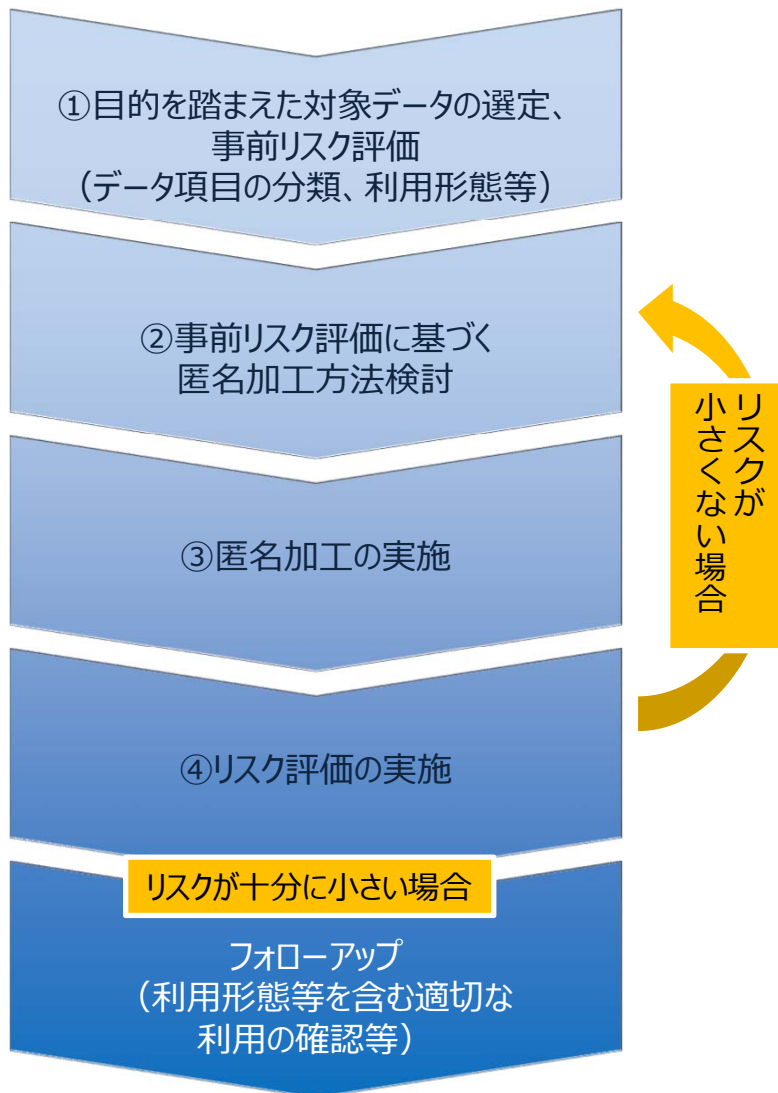 ①目的を踏まえた対象データの選定、
事前リスク評価
（データ項目の分類、利用形態等）
②事前リスク評価に基づく
匿名加工方法検討
リスクが
小さくない場合
③匿名加工の実施
④リスク評価の実施
リスクが十分に小さい場合
フォローアップ
（利用形態等を含む適切な
利用の確認等）